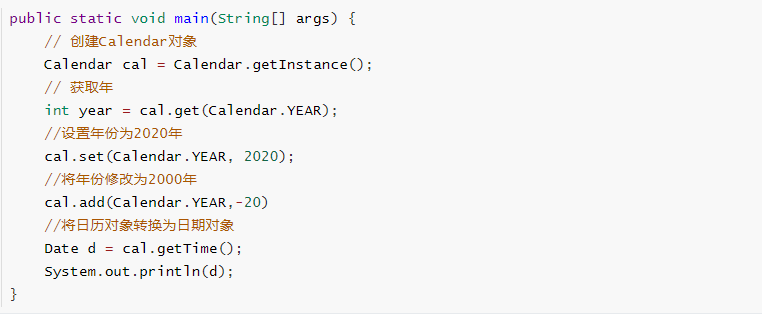 public static void main(String[] args) {
    // 创建Calendar对象
    Calendar cal = Calendar.getInstance();
    // 获取年
    int year = cal.get(Calendar.YEAR);
    //设置年份为2020年
    cal.set(Calendar.YEAR, 2020);
    //将年份修改为2000年
    cal.add(Calendar.YEAR,-20)
    //将日历对象转换为日期对象
    Date d = cal.getTime();
    System.out.println(d);
}